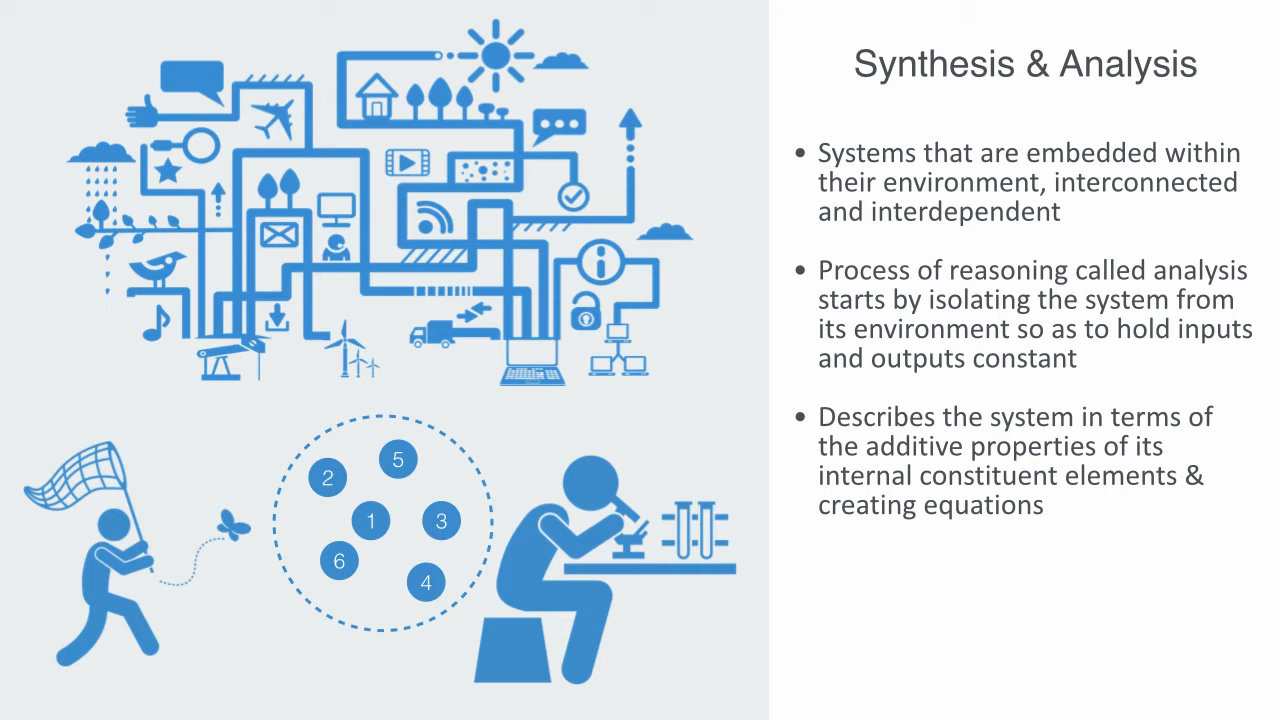 Synthesis & Analysis
• Systems that are embedded within
their environment, interconnected
and interdependent
• Process of reasoning called analysis
starts by isolating the system from
its environment so as to hold inputs
and outputs constant
• Describes the system in terms of
the additive properties of its
internal constituent elements &
creating equations
5
2
1
3
6
4